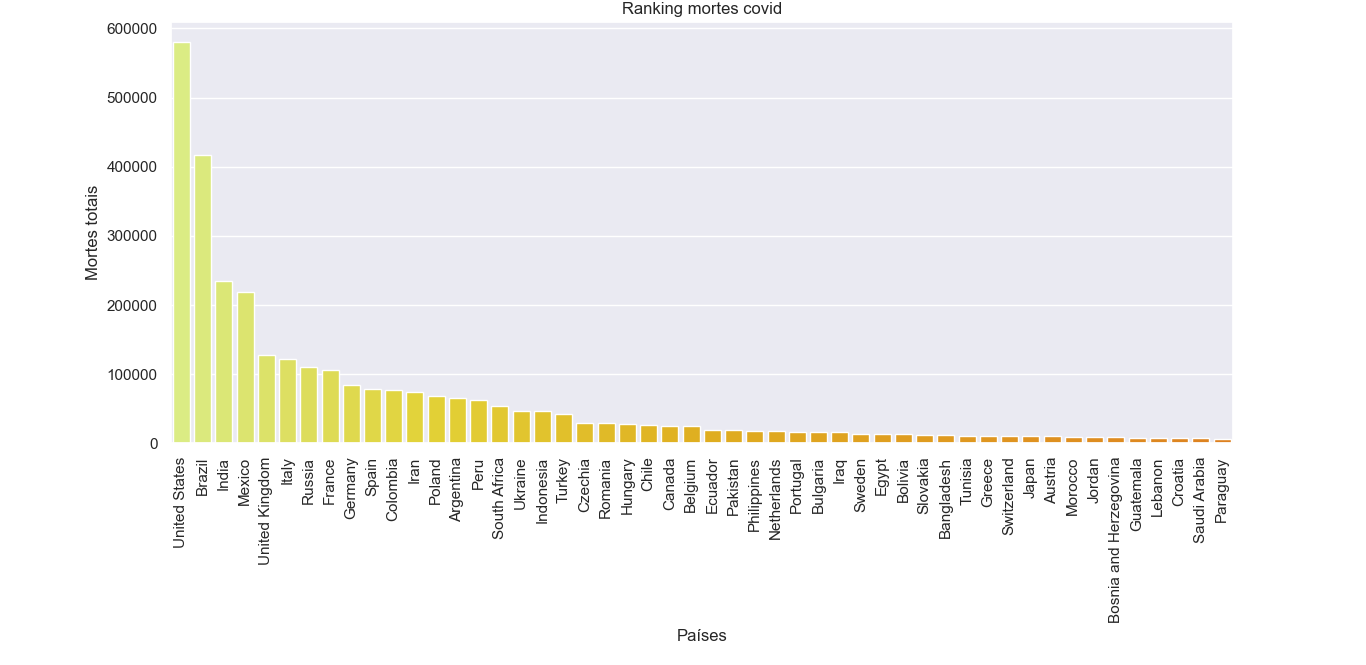 Ranking mortes covid
600000
500000
400000
300000
200000
100000
0
Mortes totais
United States
Brazil
India
Mexico
United Kingdom
Italy
Russia
France
Germany
Spain
Colombia
Iran
Poland
Argentina
Peru
South Africa
Ukraine
Indonesia
Turkey
Czechia
Romania
Hungary
Chile
Canada
Belgium
Ecuador
Pakistan
Philippines
Netherlands
Portugal
Bulgaria
Iraq
Sweden
Egypt
Bolivia
Slovakia
Bangladesh
Tunisia
Greece
Switzerland
Japan
Austria
Morocco
Jordan
Bosnia and Herzegovina
Guatemala
Lebanon
Croatia
Saudi Arabia
Paraguay
Países